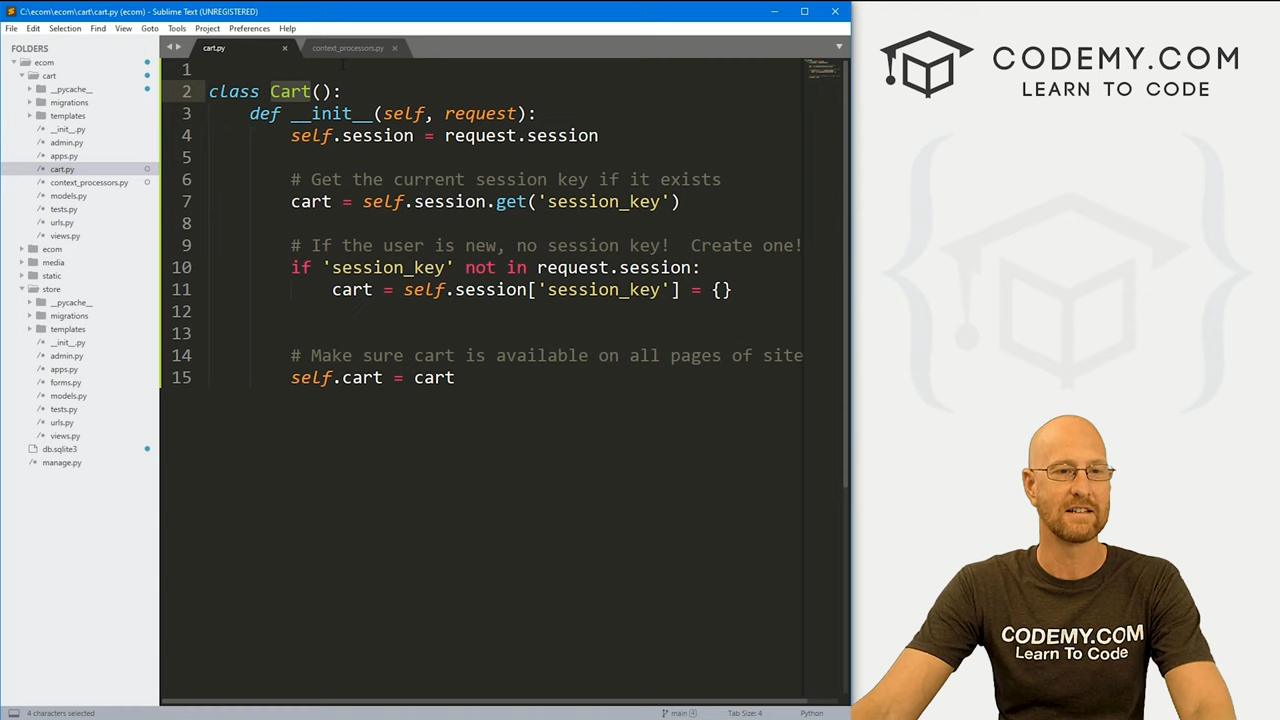 C:\ecom\ecom\cart\cart.py (ecom) - Sublime Text (UNREGISTERED)
File Edit Selection Find View Goto Tools Project Preferences Help
FOLDERS
ecom
cart
__pycache__
migrations
templates
__init__.py
admin.py
apps.py
cart.py
context_processors.py
models.py
tests.py
urls.py
views.py
ecom
media
static
store
__pycache__
migrations
templates
__init__.py
admin.py
apps.py
forms.py
models.py
tests.py
urls.py
views.py
db.sqlite3
manage.py
cart.py context_processors.py
1
2 class Cart():
3 def __init__(self, request):
4 self.session = request.session
5
6 # Get the current session key if it exists
7 cart = self.session.get('session_key')
8
9 # If the user is new, no session key!  Create one!
10 if 'session_key' not in request.session:
11 cart = self.session['session_key'] = {}
12
13
14 # Make sure cart is available on all pages of site
15 self.cart = cart
4 characters selected
main 4
Tab Size: 4
Python
CODEMY.COM
LEARN TO CODE
CODEMY.COM
Learn To Code